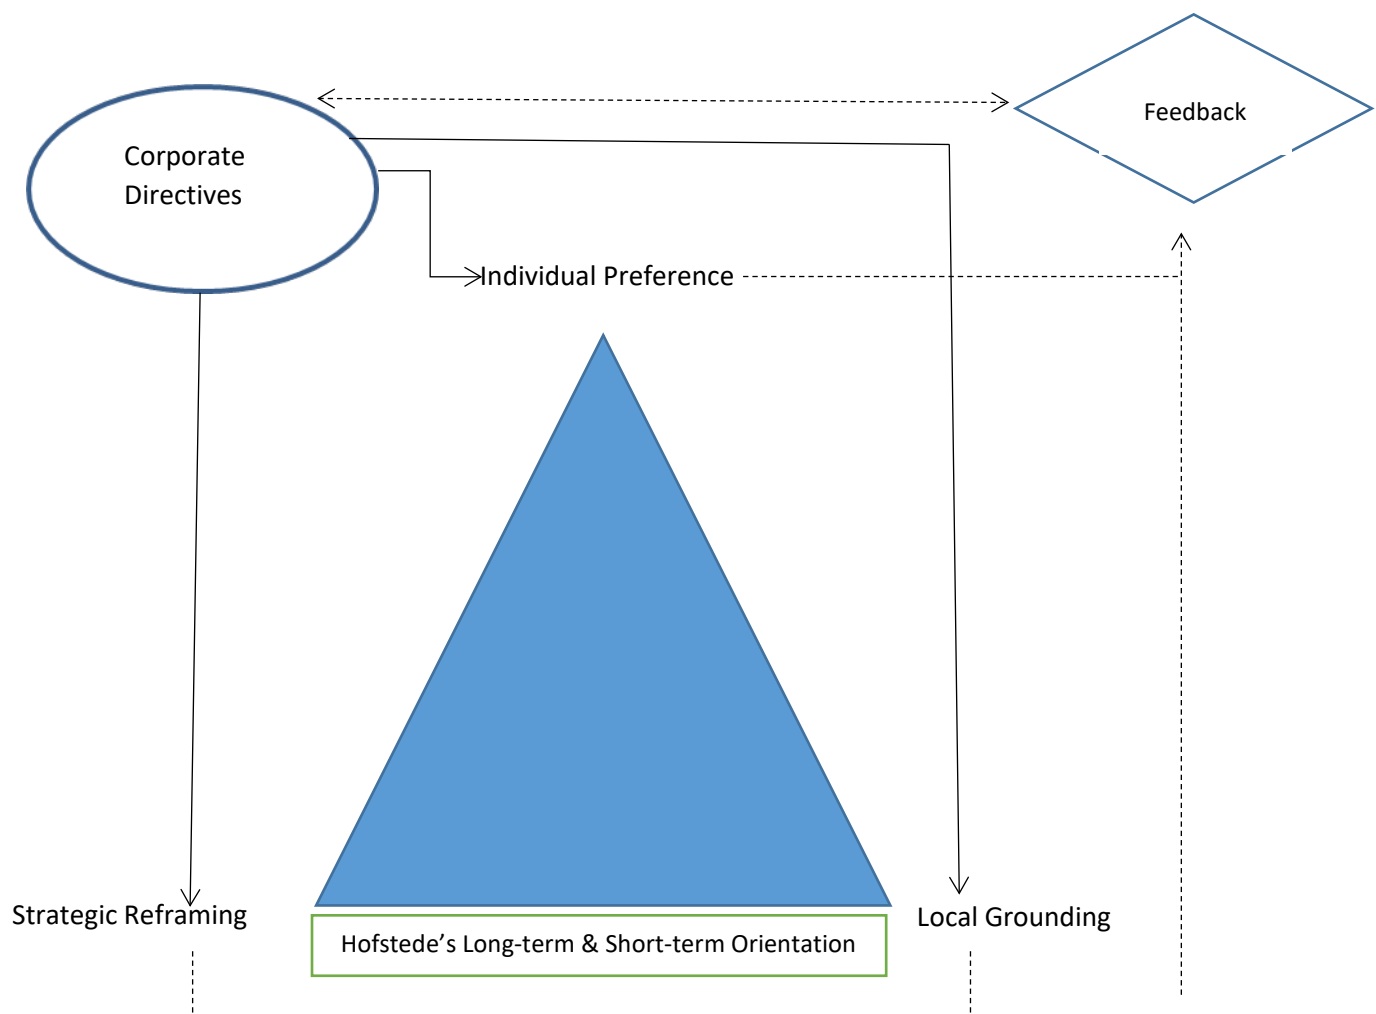 Feedback
Corporate
Directives
Individual Preference
Strategic Reframing
Local Grounding
Hofstede’s Long-term & Short-term Orientation